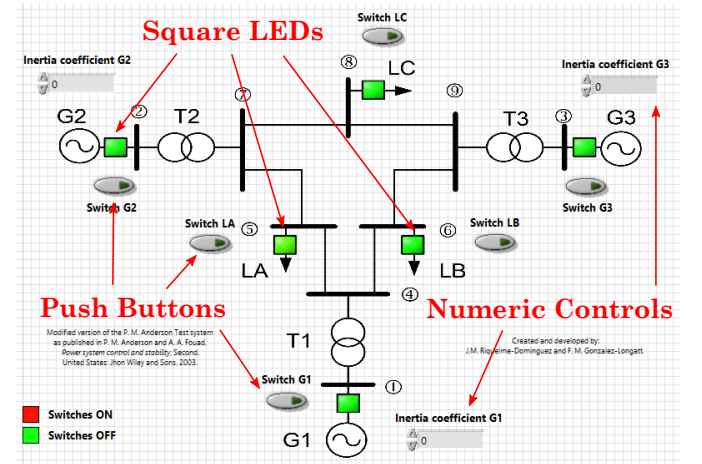 Switch LC
Square LEDs
Inertia coefficient G2
0
⑧
LC
Inertia coefficient G3
0
⑦
⑨
G2
②
T2
T3
③
G3
Switch G2
Switch G3
Switch LA
⑤
⑥
Switch LB
LA
LB
Push Buttons
④
Numeric Controls
Modified version of the P. M. Anderson Test system
as published in P. M. Anderson and A. A. Fouad,
Power system control and stability, Second,
United States: Jhon Wiley and Sons, 2003.
T1
Created and developed by:
J.M. Riquelme-Dominguez and F. M. Gonzalez-Longatt.
Switch G1
①
Switches ON
Switches OFF
G1
Inertia coefficient G1
0